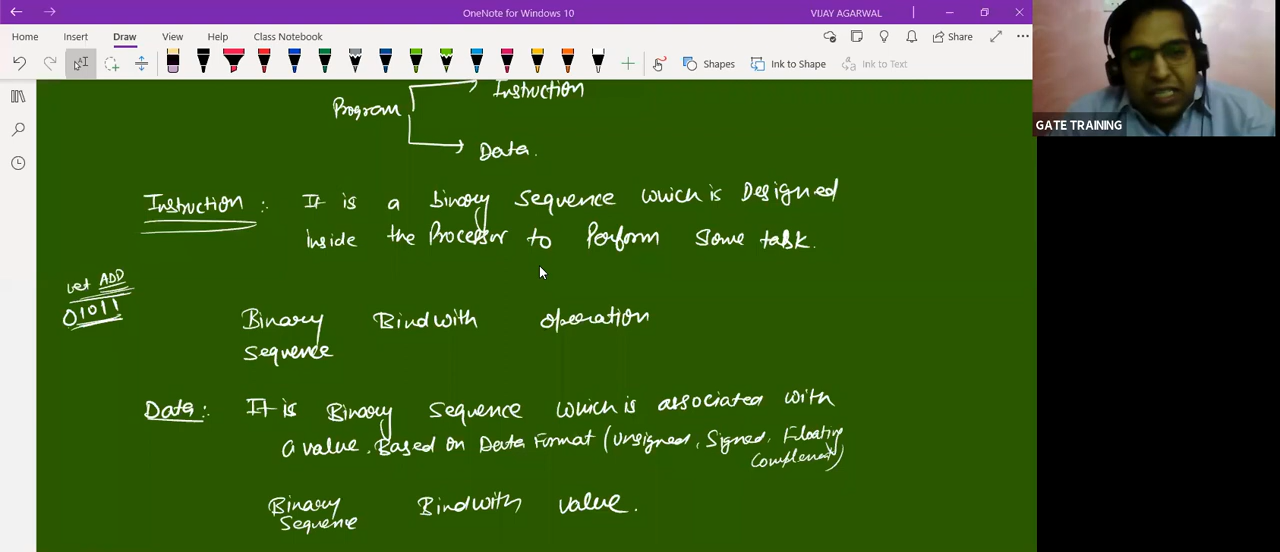 OneNote for Windows 10
VIJAY AGARWAL
Home Insert Draw View Help Class Notebook
Share
Shapes Ink to Shape Ink to Text
GATE TRAINING
Program
Instruction
Data.
Instruction : It is a binary sequence which is Designed
Inside the Processor to Perform Some task.
Let ADD
01011
Binary Bind with operation
Sequence
Data : It is Binary Sequence which is associated with
a value. Based on Data Format (Unsigned, Signed, Floating
Complement)
Binary Bind with value.
Sequence